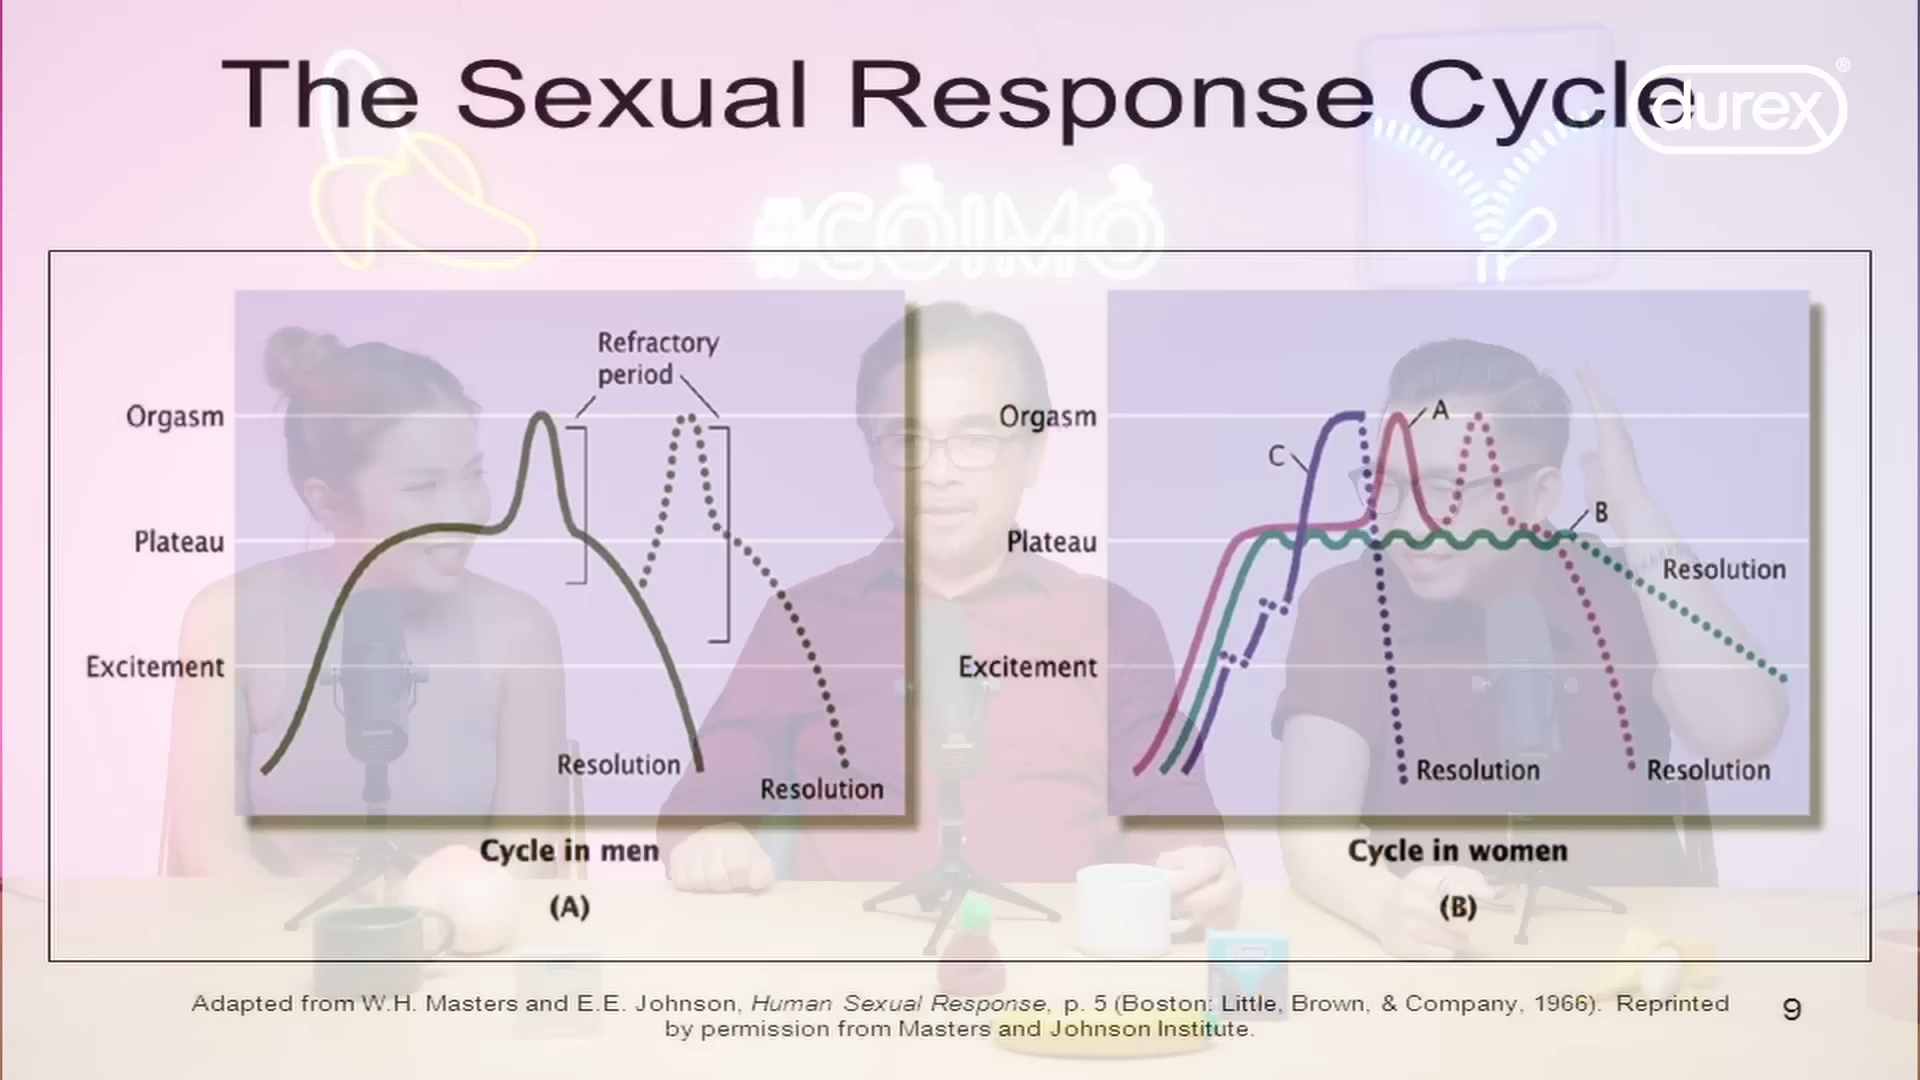 The Sexual Response Cycle
durex®
#CỎIMỞ
Refractory
period
Orgasm
Plateau
Excitement
Resolution
Resolution
Cycle in men
(A)
Orgasm
Plateau
Excitement
A
C
B
Resolution
Resolution
Resolution
Cycle in women
(B)
Adapted from W.H. Masters and E.E. Johnson, Human Sexual Response, p. 5 (Boston: Little, Brown, & Company, 1966). Reprinted
by permission from Masters and Johnson Institute.
9